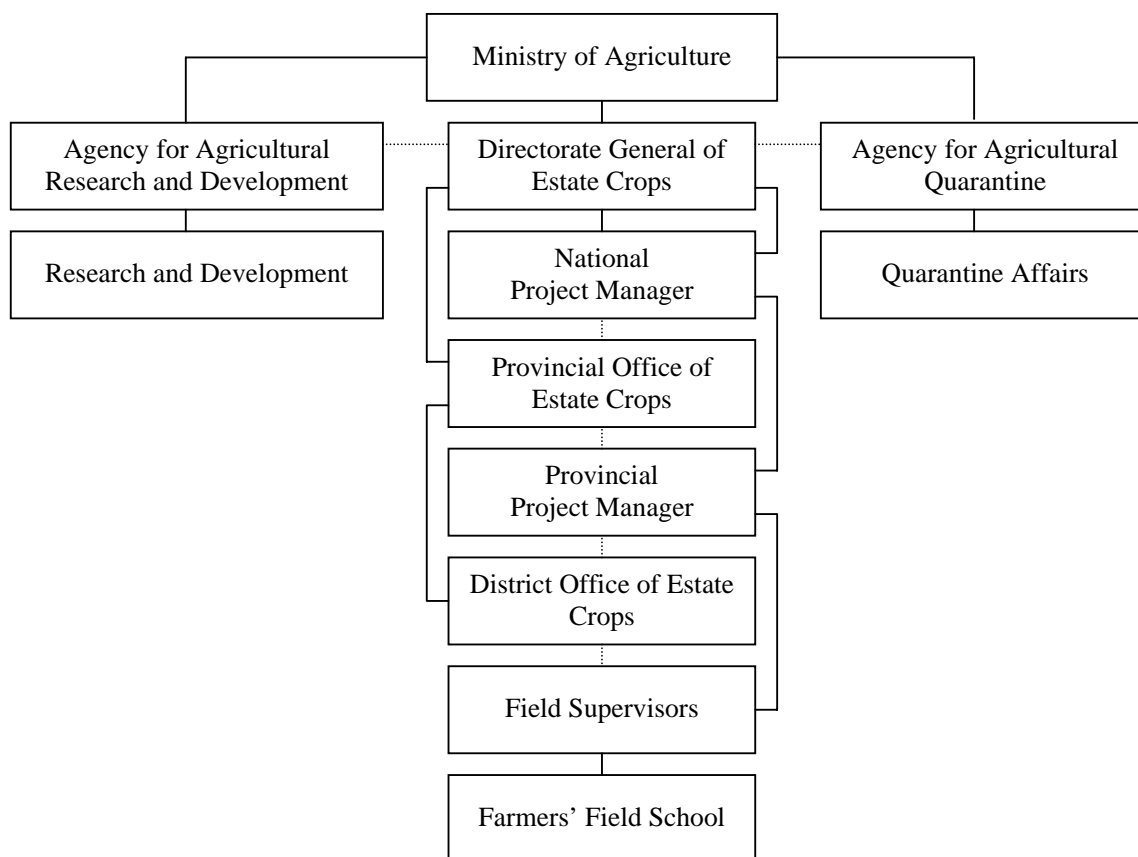 Ministry of Agriculture
Agency for Agricultural
Research and Development
Directorate General of
Estate Crops
Agency for Agricultural
Quarantine
Research and Development
National
Project Manager
Quarantine Affairs
Provincial Office of
Estate Crops
Provincial
Project Manager
District Office of Estate
Crops
Field Supervisors
Farmers’ Field School